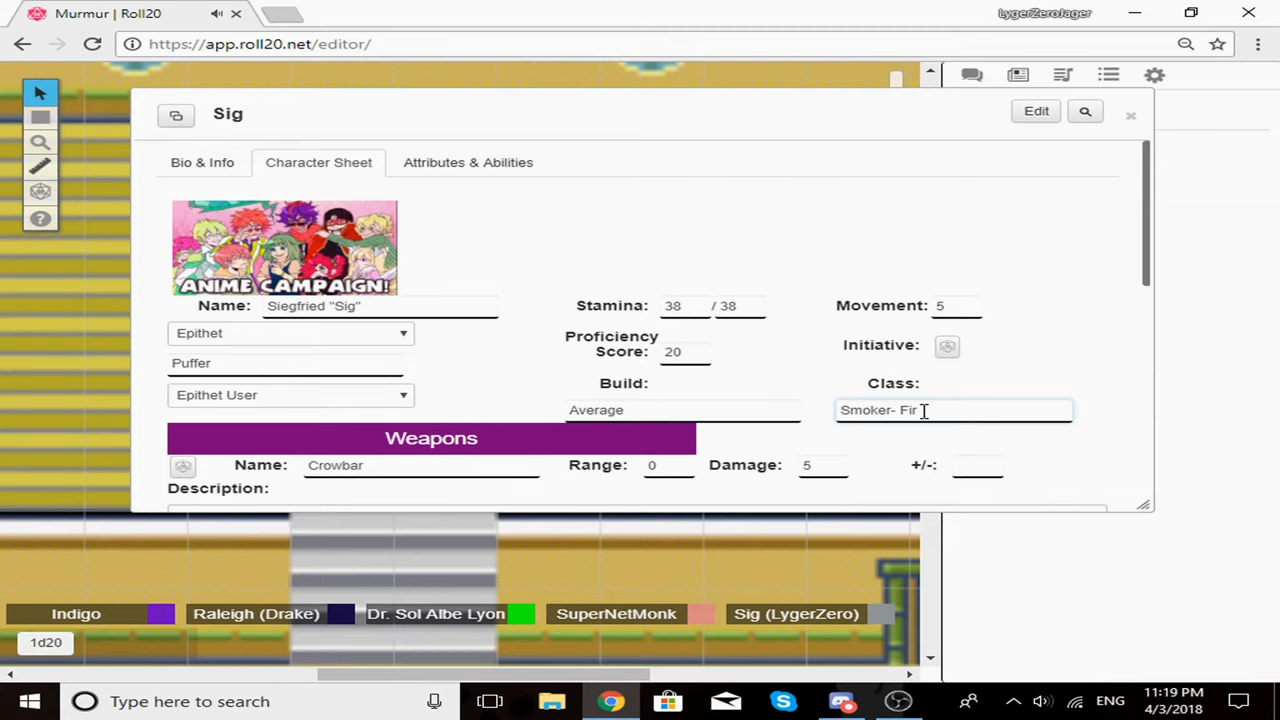 Murmur | Roll20
LygerZeroJager
https://app.roll20.net/editor/
Sig
Edit
Bio & Info
Character Sheet
Attributes & Abilities
ANIME CAMPAIGN!
Name: Siegfried "Sig"
Stamina: 38 / 38
Movement: 5
Epithet
Proficiency
Score: 20
Initiative:
Puffer
Build:
Class:
Epithet User
Average
Smoker- Fir
Weapons
Name: Crowbar
Range: 0
Damage: 5
+/-:
Description:
Indigo
Raleigh (Drake)
Dr. Sol Albe Lyon
SuperNetMonk
Sig (LygerZero)
1d20
Type here to search
ENG
11:19 PM
4/3/2018